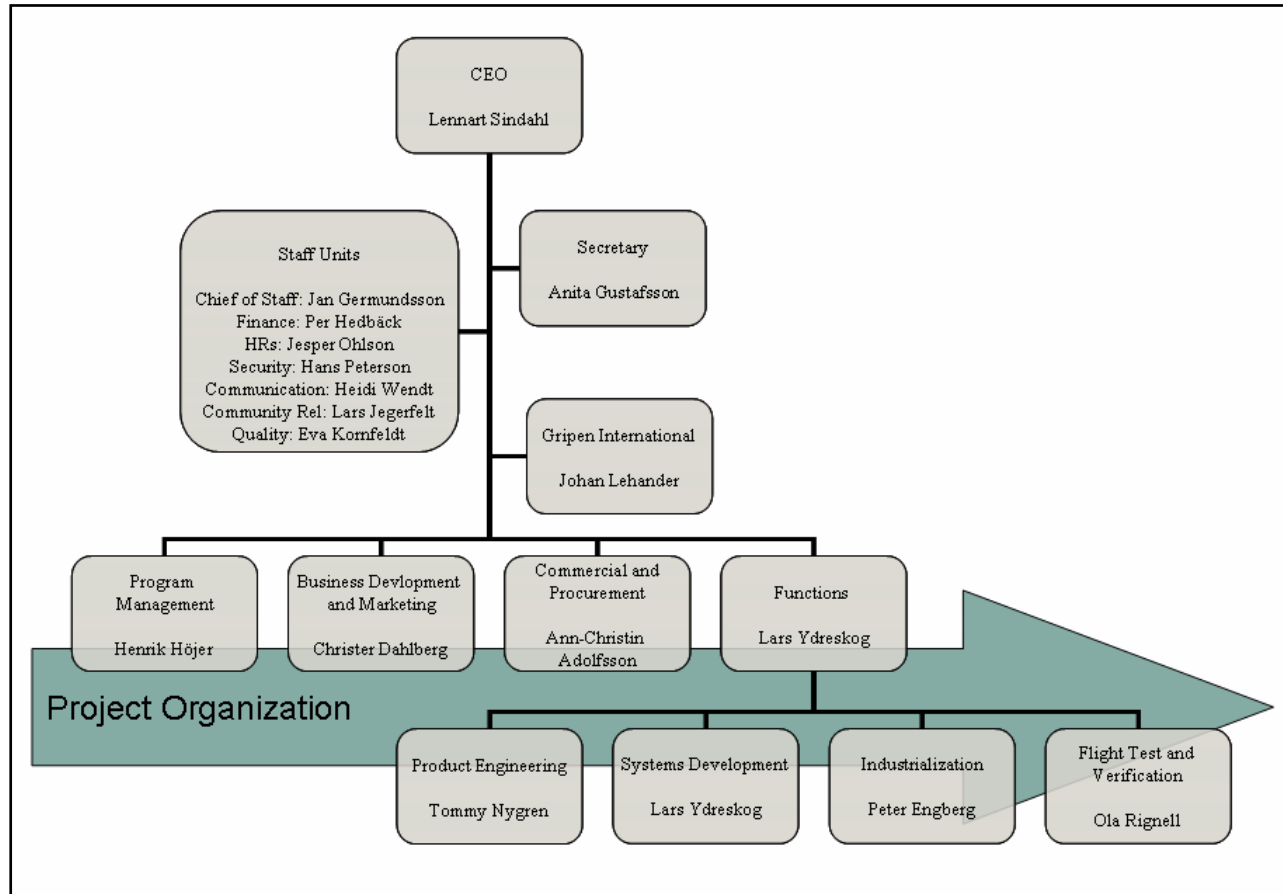 CEO
Lennart Sindahl
Staff Units
Chief of Staff: Jan Germundsson
Finance: Per Hedbäck
HRs: Jesper Ohlson
Security: Hans Peterson
Communication: Heidi Wendt
Community Rel: Lars Jegerfelt
Quality: Eva Kornfeldt
Secretary
Anita Gustafsson
Gripen International
Johan Lehander
Program
Management
Henrik Höjer
Business Devlopment
and Marketing
Christer Dahlberg
Commercial and
Procurement
Ann-Christin
Adolfsson
Functions
Lars Ydreskog
Project Organization
Product Engineering
Tommy Nygren
Systems Development
Lars Ydreskog
Industrialization
Peter Engberg
Flight Test and
Verification
Ola Rignell